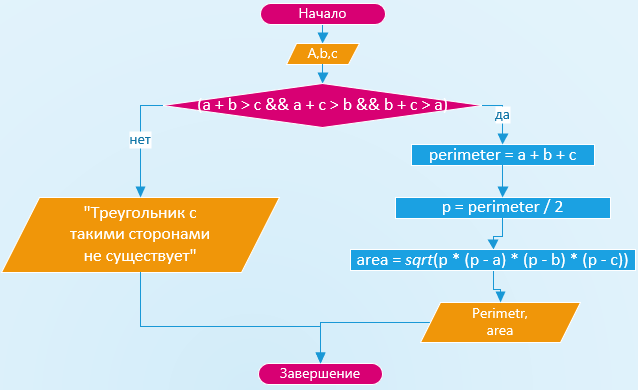 Начало
A,b,c
(a + b > c && a + c > b && b + c > a)
нет
да
perimeter = a + b + c
"Треугольник с
такими сторонами
не существует"
p = perimeter / 2
area = sqrt(p * (p - a) * (p - b) * (p - c))
Perimetr,
area
Завершение